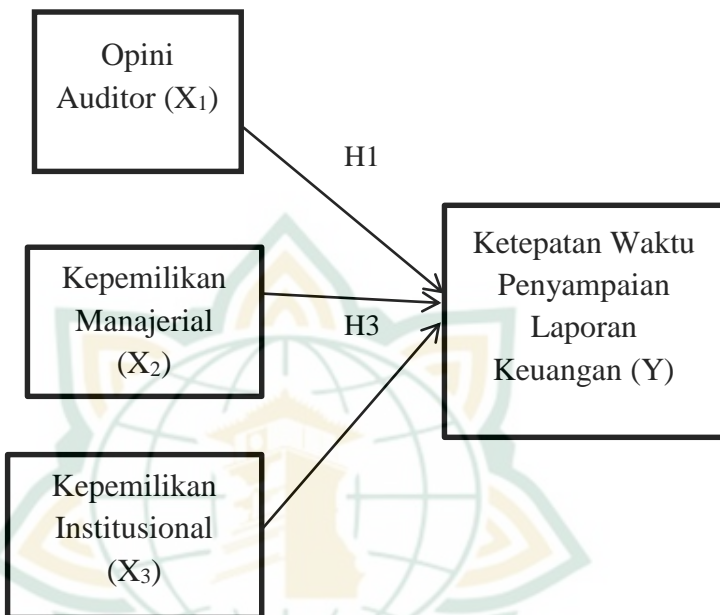 Opini
Auditor (X₁)
H1
Kepemilikan
Manajerial
(X₂)
H3
Ketepatan Waktu
Penyampaian
Laporan
Keuangan (Y)
Kepemilikan
Institusional
(X₃)